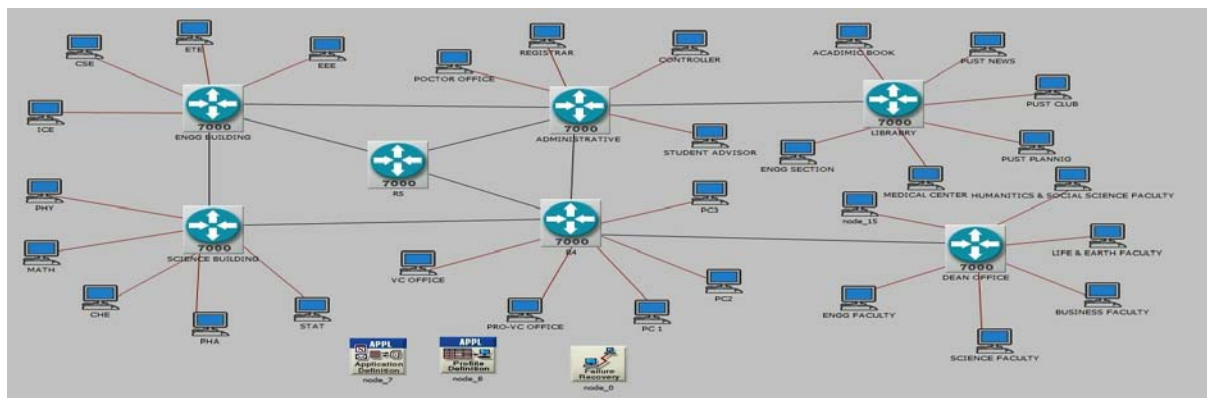 ETE
CSE
EEE
ICE
7000
ENGG BUILDING
REGISTRAR
POCTOR OFFICE
CONTROLLER
7000
ADMINISTRATIVE
STUDENT ADVISOR
ACADIMIC BOOK
PUST NEWS
PUST CLUB
7000
LIBRABRY
ENGG SECTION
PUST PLANNIG
MEDICAL CENTER
7000
R5
PHY
MATH
CHE
PHA
STAT
7000
SCIENCE BUILDING
PC3
7000
VC OFFICE
PRO-VC OFFICE
PC 1
PC2
HUMANITICS & SOCIAL SCIENCE FACULTY
node_15
7000
DEAN OFFICE
LIFE & EARTH FACULTY
BUSINESS FACULTY
ENGG FACULTY
SCIENCE FACULTY
APPL
Application
Definition
node_7
APPL
Profile
Definition
node_8
Failure
Recovery
node_0